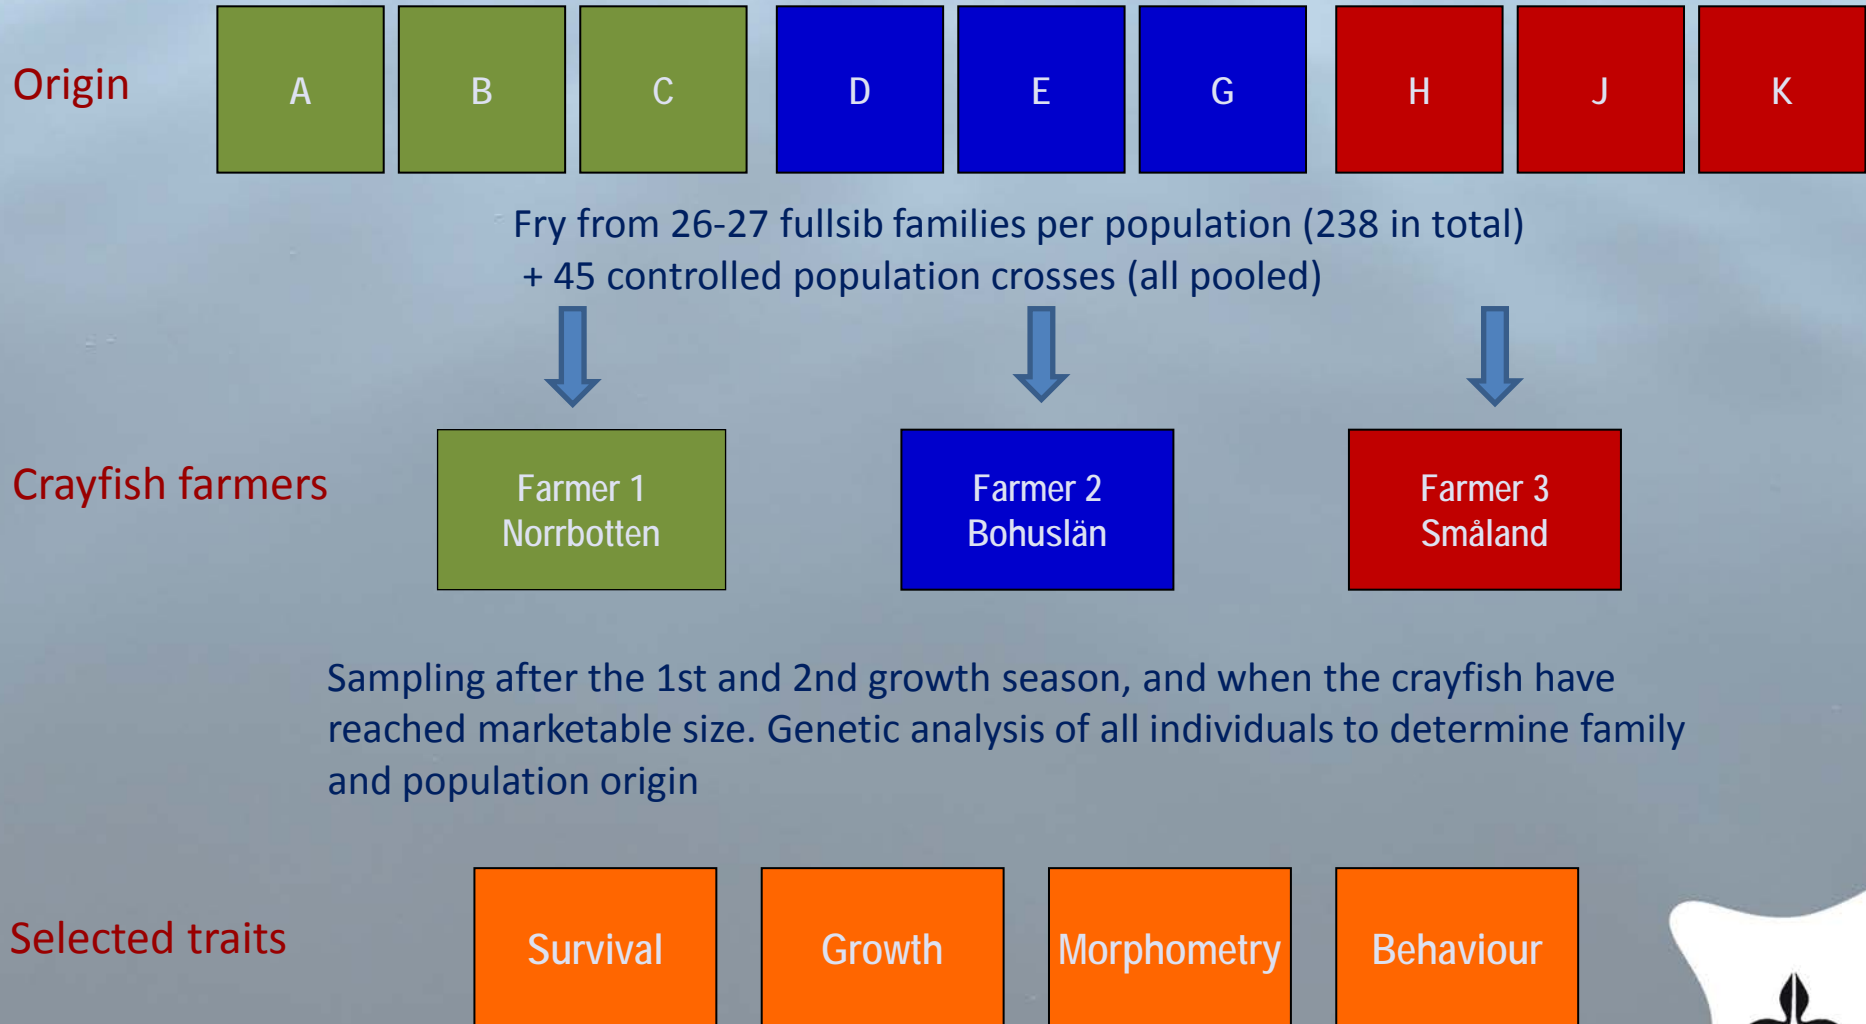 Origin
A B C D E G H J K
Fry from 26-27 fullsib families per population (238 in total)
+ 45 controlled population crosses (all pooled)
Crayfish farmers
Farmer 1
Norrbotten
Farmer 2
Bohuslän
Farmer 3
Småland
Sampling after the 1st and 2nd growth season, and when the crayfish have
reached marketable size. Genetic analysis of all individuals to determine family
and population origin
Selected traits
Survival
Growth
Morphometry
Behaviour